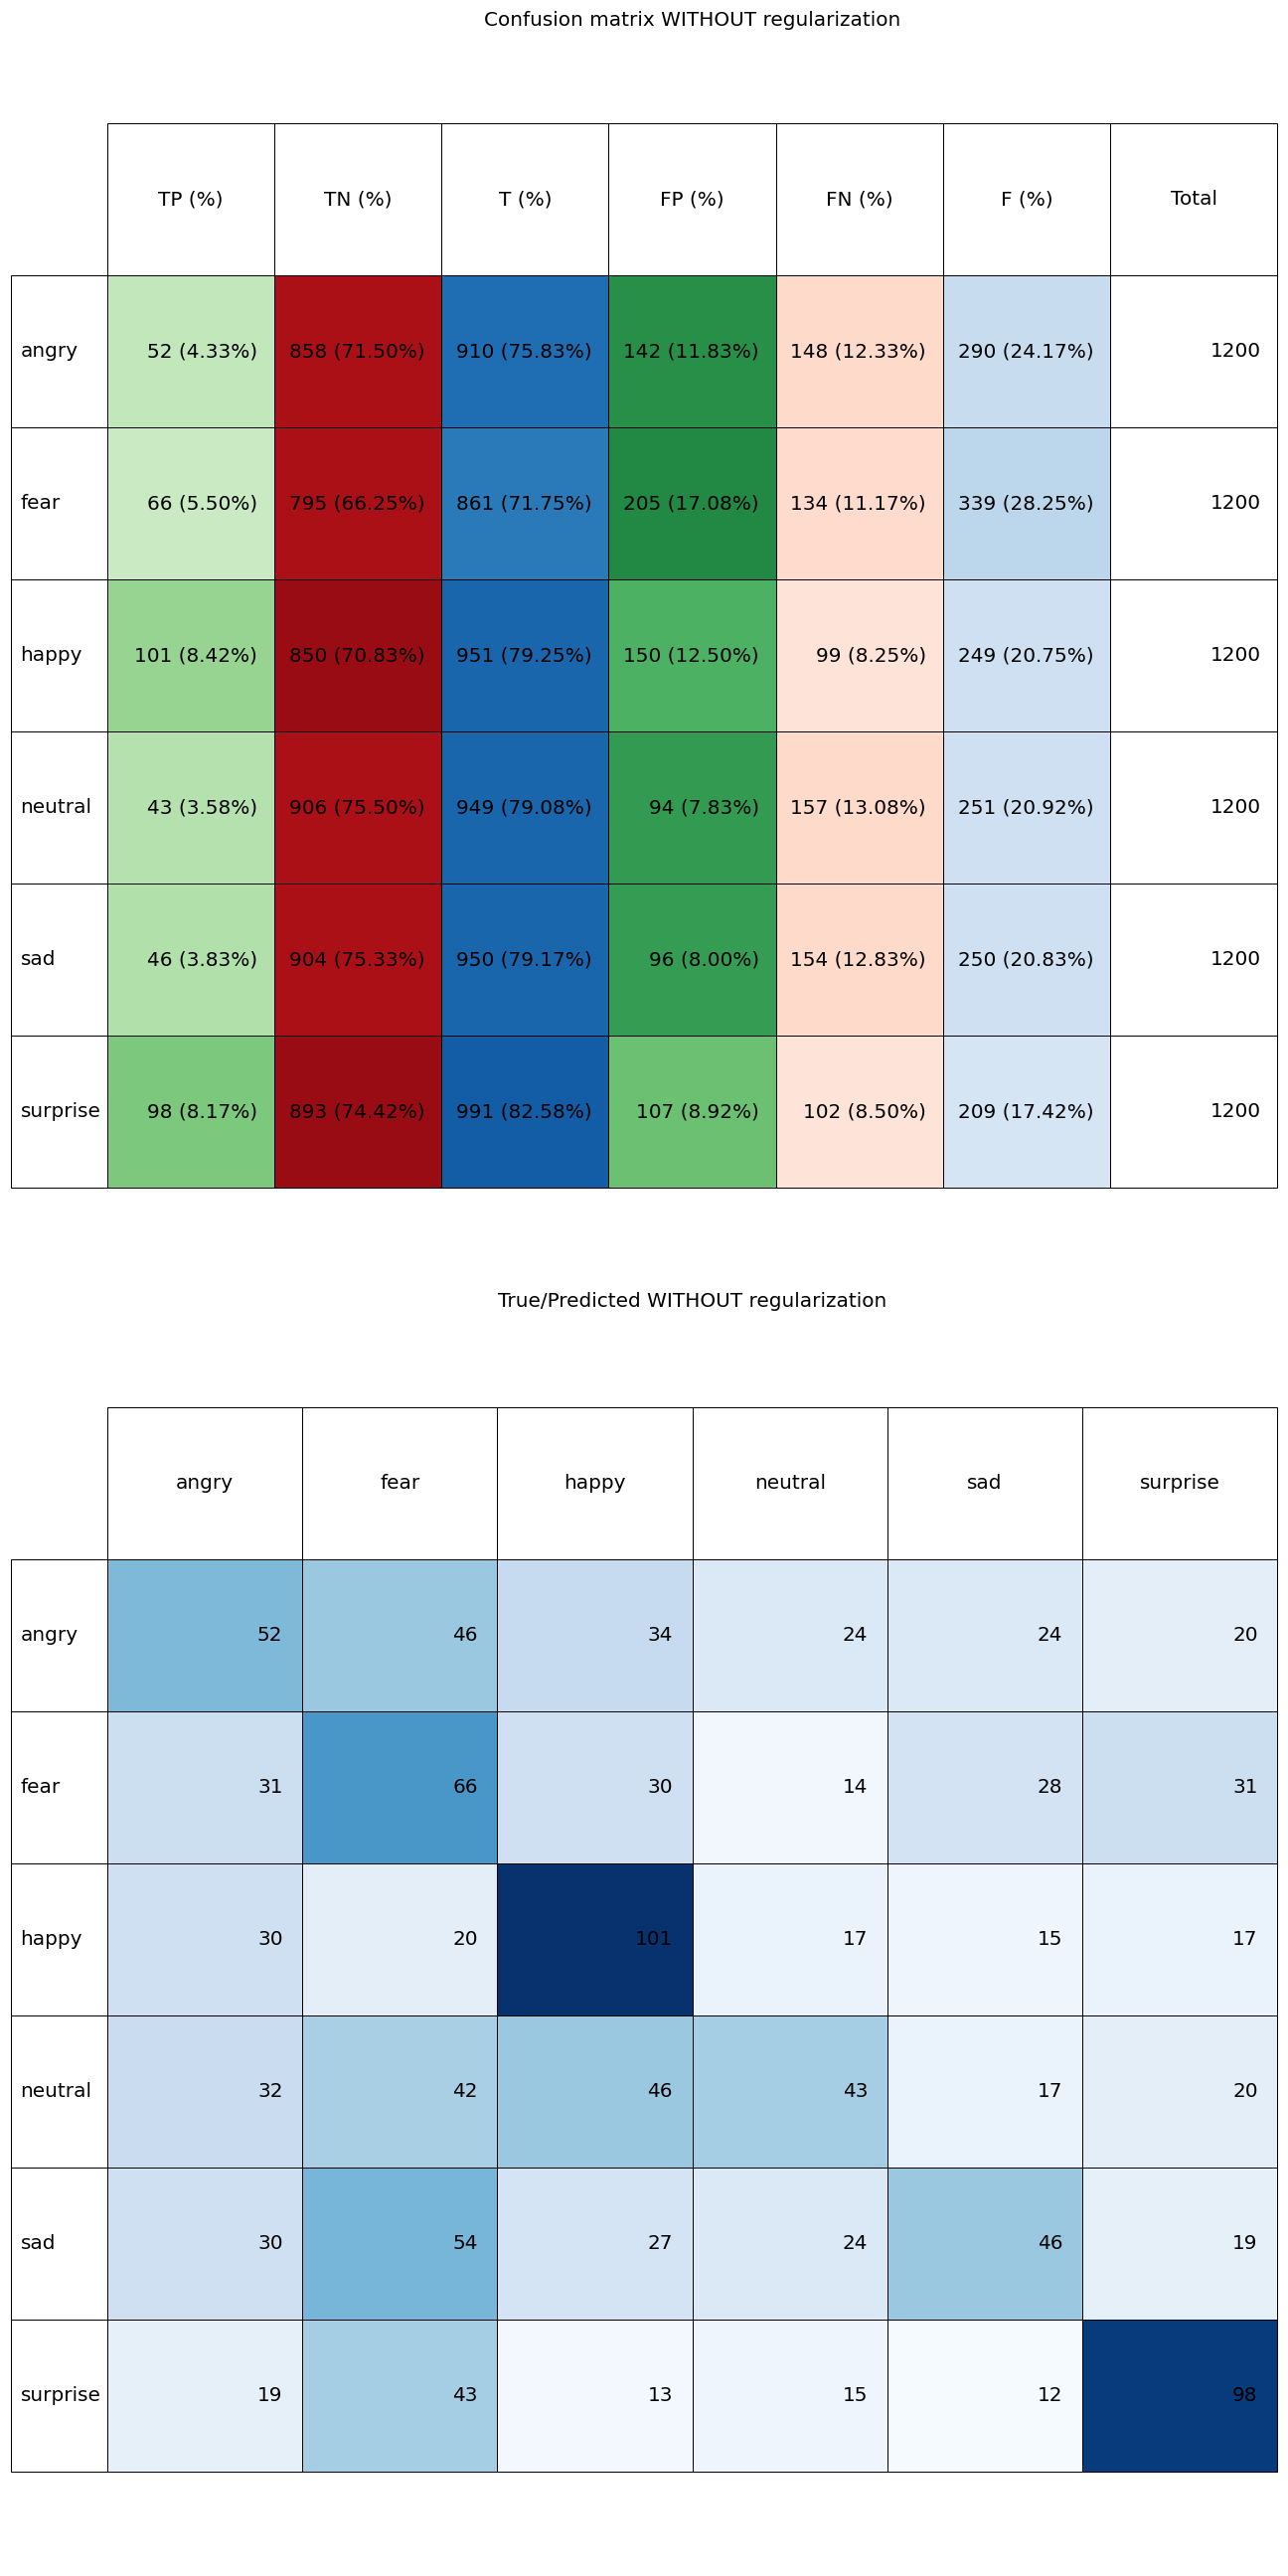 Confusion matrix WITHOUT regularization
TP (%) TN (%) T (%) FP (%) FN (%) F (%) Total
angry 52 (4.33%) 858 (71.50%) 910 (75.83%) 142 (11.83%) 148 (12.33%) 290 (24.17%) 1200
fear 66 (5.50%) 795 (66.25%) 861 (71.75%) 205 (17.08%) 134 (11.17%) 339 (28.25%) 1200
happy 101 (8.42%) 850 (70.83%) 951 (79.25%) 150 (12.50%) 99 (8.25%) 249 (20.75%) 1200
neutral 43 (3.58%) 906 (75.50%) 949 (79.08%) 94 (7.83%) 157 (13.08%) 251 (20.92%) 1200
sad 46 (3.83%) 904 (75.33%) 950 (79.17%) 96 (8.00%) 154 (12.83%) 250 (20.83%) 1200
surprise 98 (8.17%) 893 (74.42%) 991 (82.58%) 107 (8.92%) 102 (8.50%) 209 (17.42%) 1200
True/Predicted WITHOUT regularization
angry fear happy neutral sad surprise
angry 52 46 34 24 24 20
fear 31 66 30 14 28 31
happy 30 20 101 17 15 17
neutral 32 42 46 43 17 20
sad 30 54 27 24 46 19
surprise 19 43 13 15 12 98